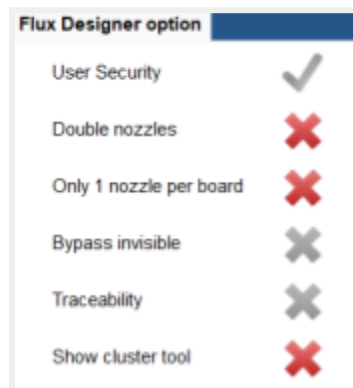 Flux Designer option
User Security
Double nozzles
Only 1 nozzle per board
Bypass invisible
Traceability
Show cluster tool